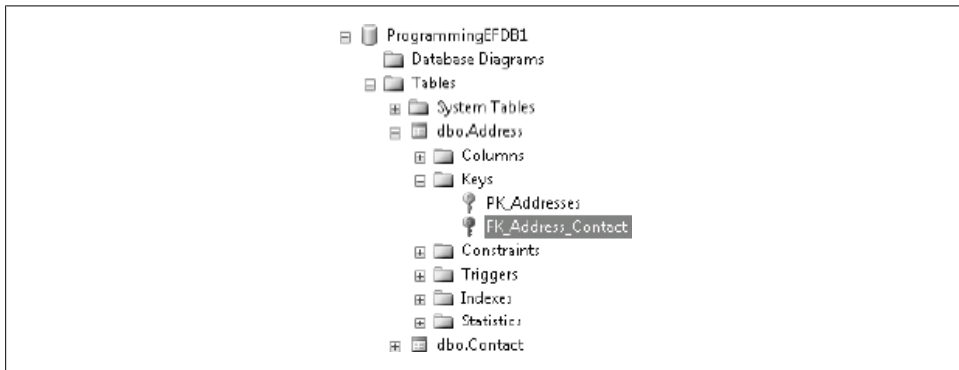 ProgrammingEFDB1
Database Diagrams
Tables
System Tables
dbo.Address
Columns
Keys
PK_Addresses
FK_Address_Contact
Constraints
Triggers
Indexes
Statistics
dbo.Contact